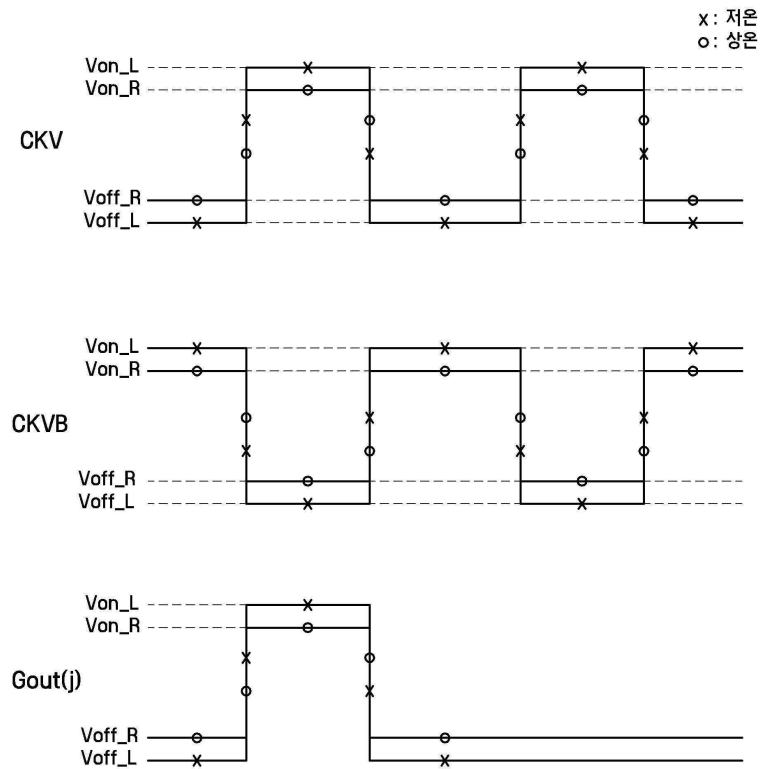 x : 저온
o : 상온
Von_L
Von_R
CKV
Voff_R
Voff_L
Von_L
Von_R
CKVB
Voff_R
Voff_L
Von_L
Von_R
Gout(j)
Voff_R
Voff_L